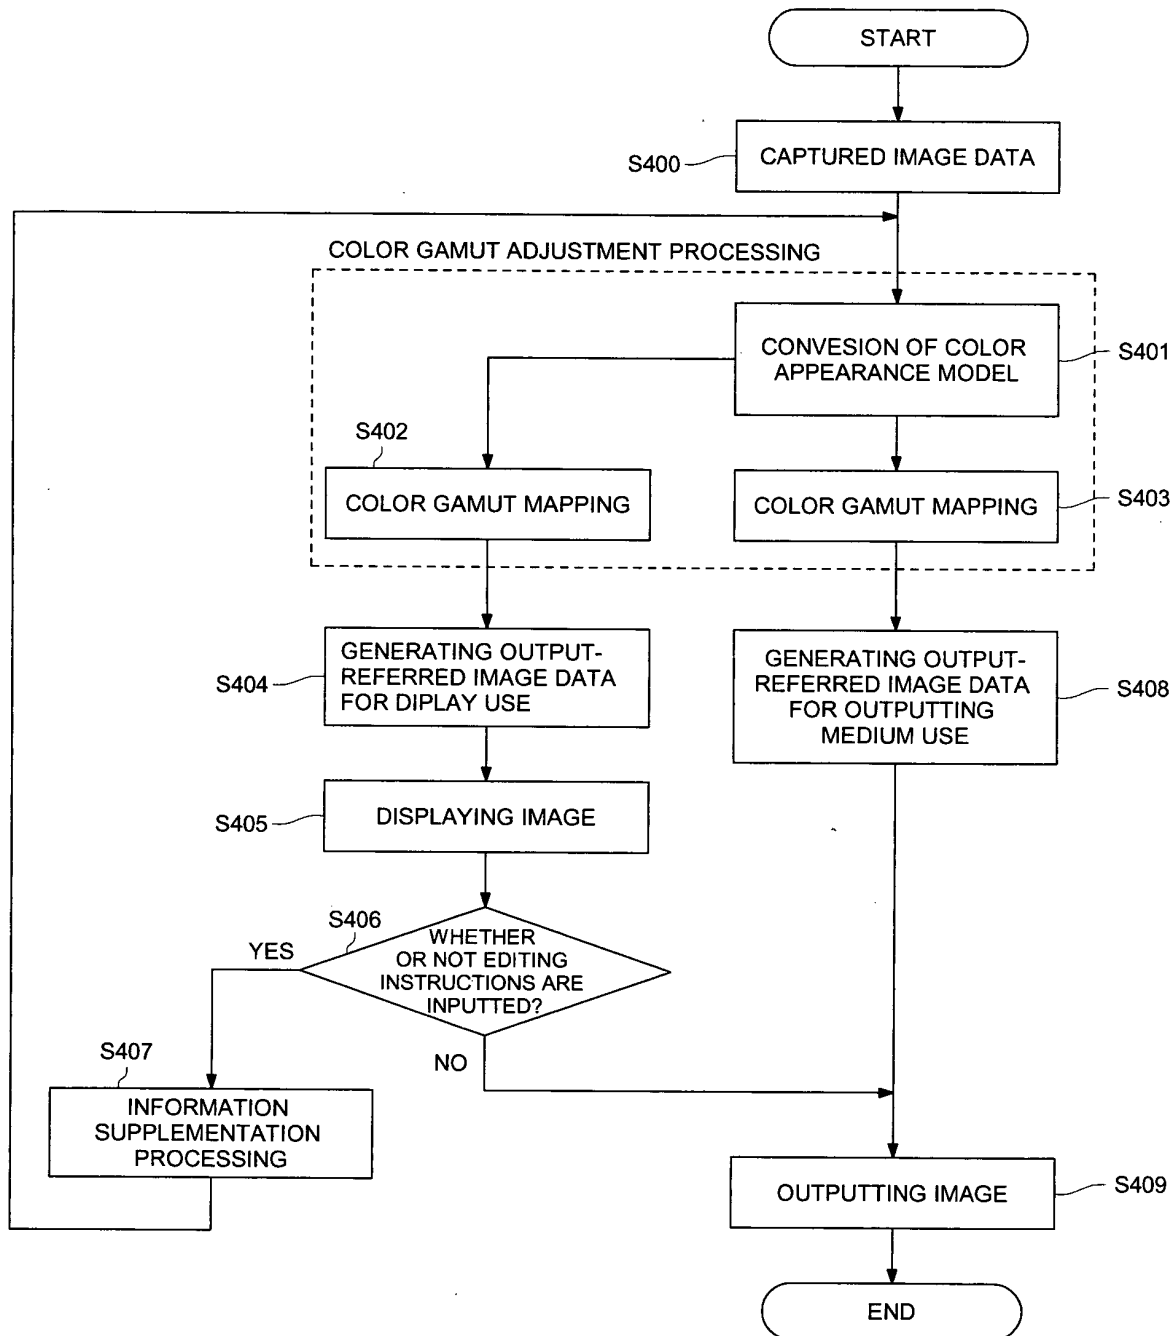 START
S400
CAPTURED IMAGE DATA
COLOR GAMUT ADJUSTMENT PROCESSING
CONVESION OF COLOR
APPEARANCE MODEL
S401
S402
COLOR GAMUT MAPPING
COLOR GAMUT MAPPING
S403
S404
GENERATING OUTPUT-
REFERRED IMAGE DATA
FOR DIPLAY USE
GENERATING OUTPUT-
REFERRED IMAGE DATA
FOR OUTPUTTING
MEDIUM USE
S408
S405
DISPLAYING IMAGE
S406
YES
WHETHER
OR NOT EDITING
INSTRUCTIONS ARE
INPUTTED?
NO
S407
INFORMATION
SUPPLEMENTATION
PROCESSING
OUTPUTTING IMAGE
S409
END